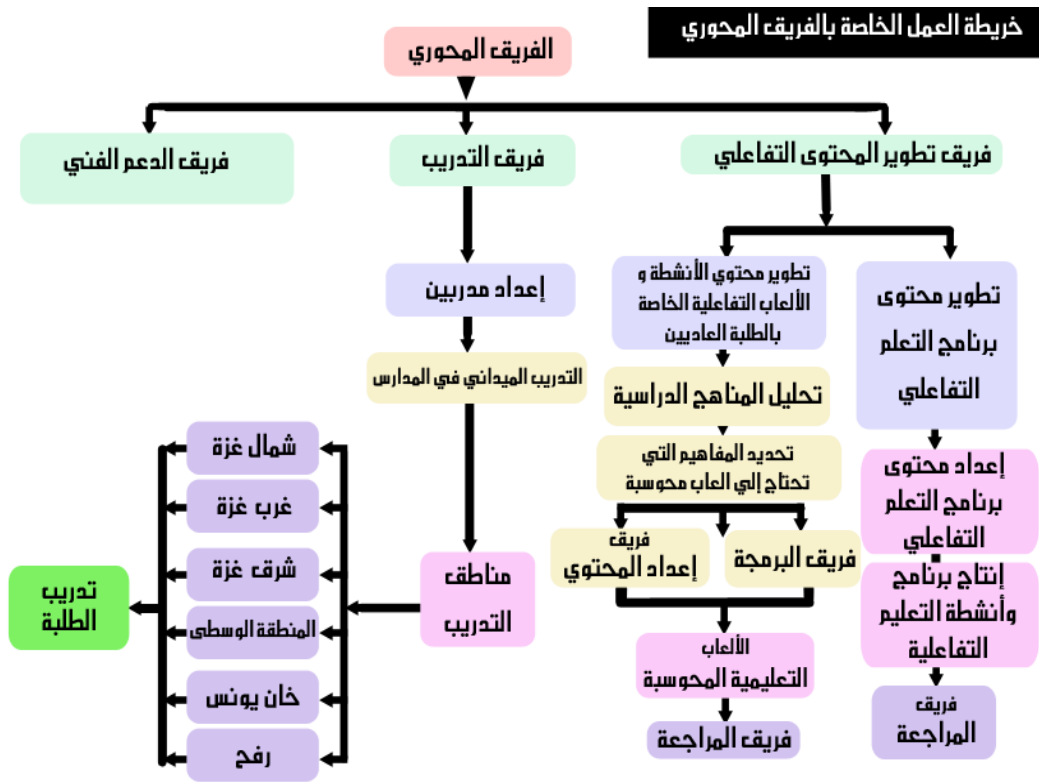 خريطة العمل الخاصة بالفريق المحوري
الفريق المحوري
فريق تطوير المحتوى التفاعلي
فريق التدريب
فريق الدعم الفني
تطوير محتوى
برنامج التعلم
التفاعلي
إعداد محتوى
برنامج التعلم
التفاعلي
إنتاج برنامج
وأنشطة التعليم
التفاعلية
فريق
المراجعة
تطوير محتوي الأنشطة و
الألعاب التفاعلية الخاصة
بالطلبة العاديين
تحليل المناهج الدراسية
تحديد المفاهيم التي
تحتاج إلي العاب محوسبة
فريق البرمجة
فريق
إعداد المحتوي
الألعاب
التعليمية المحوسبة
فريق المراجعة
إعداد مدربين
التدريب الميداني في المدارس
مناطق
التدريب
شمال غزة
غرب غزة
شرق غزة
المنطقة الوسطى
خان يونس
رفح
تدريب
الطلبة